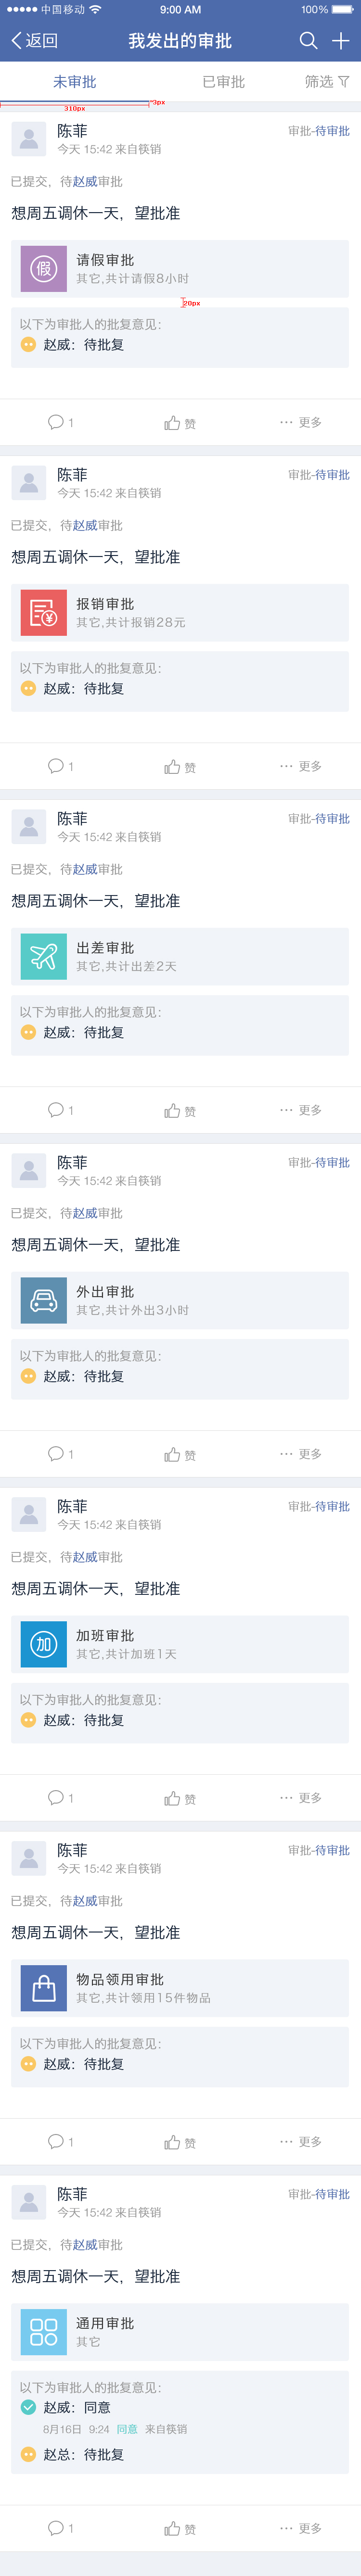 中国移动 9:00 AM 100%
返回 我发出的审批
未审批 已审批 筛选
310px 3px
陈菲 审批-待审批
今天 15:42 来自筷销
已提交，待赵威审批
想周五调休一天，望批准
请假审批
假 其它,共计请假8小时
20px
以下为审批人的批复意见：
赵威：待批复
1 赞 更多
陈菲 审批-待审批
今天 15:42 来自筷销
已提交，待赵威审批
想周五调休一天，望批准
报销审批
其它,共计报销28元
以下为审批人的批复意见：
赵威：待批复
1 赞 更多
陈菲 审批-待审批
今天 15:42 来自筷销
已提交，待赵威审批
想周五调休一天，望批准
出差审批
其它,共计出差2天
以下为审批人的批复意见：
赵威：待批复
1 赞 更多
陈菲 审批-待审批
今天 15:42 来自筷销
已提交，待赵威审批
想周五调休一天，望批准
外出审批
其它,共计外出3小时
以下为审批人的批复意见：
赵威：待批复
1 赞 更多
陈菲 审批-待审批
今天 15:42 来自筷销
已提交，待赵威审批
想周五调休一天，望批准
加班审批
加 其它,共计加班1天
以下为审批人的批复意见：
赵威：待批复
1 赞 更多
陈菲 审批-待审批
今天 15:42 来自筷销
已提交，待赵威审批
想周五调休一天，望批准
物品领用审批
其它,共计领用15件物品
以下为审批人的批复意见：
赵威：待批复
1 赞 更多
陈菲 审批-待审批
今天 15:42 来自筷销
已提交，待赵威审批
想周五调休一天，望批准
通用审批
其它
以下为审批人的批复意见：
赵威：同意
8月16日 9:24 同意 来自筷销
赵总：待批复
1 赞 更多